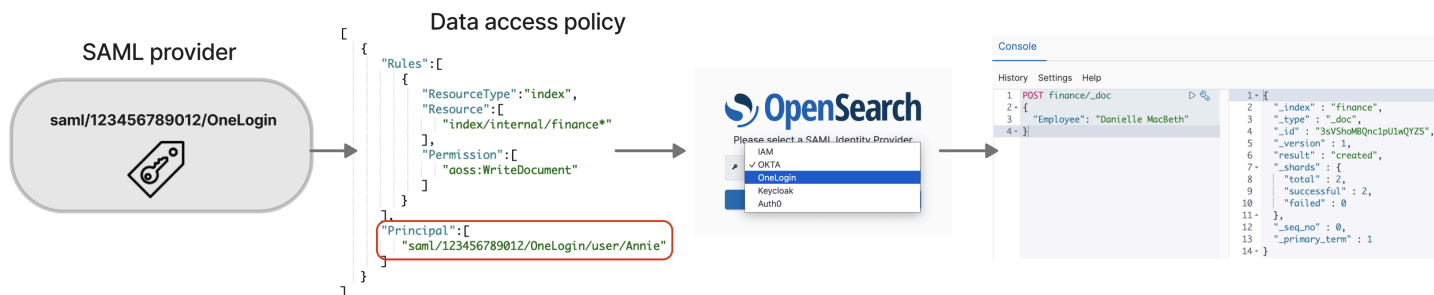 SAML provider
saml/123456789012/OneLogin
Data access policy
[
{
"Rules":[
{
"ResourceType":"index",
"Resource":[
"index/internal/finance*"
],
"Permission":[
"aoss:WriteDocument"
]
}
],
"Principal":[
"saml/123456789012/OneLogin/user/Annie"
]
}
]
OpenSearch
Please select a SAML Identity Provider
IAM
✓ OKTA
OneLogin
Keycloak
Auth0
Console
History Settings Help
1 POST finance/_doc
2 {
3 "Employee": "Danielle MacBeth"
4 }
1 {
2 "_index" : "finance",
3 "_type" : "_doc",
4 "_id" : "3sVShoMBQnc1pU1wQYZ5",
5 "_version" : 1,
6 "result" : "created",
7 "_shards" : {
8 "total" : 2,
9 "successful" : 2,
10 "failed" : 0
11 },
12 "_seq_no" : 0,
13 "_primary_term" : 1
14 }